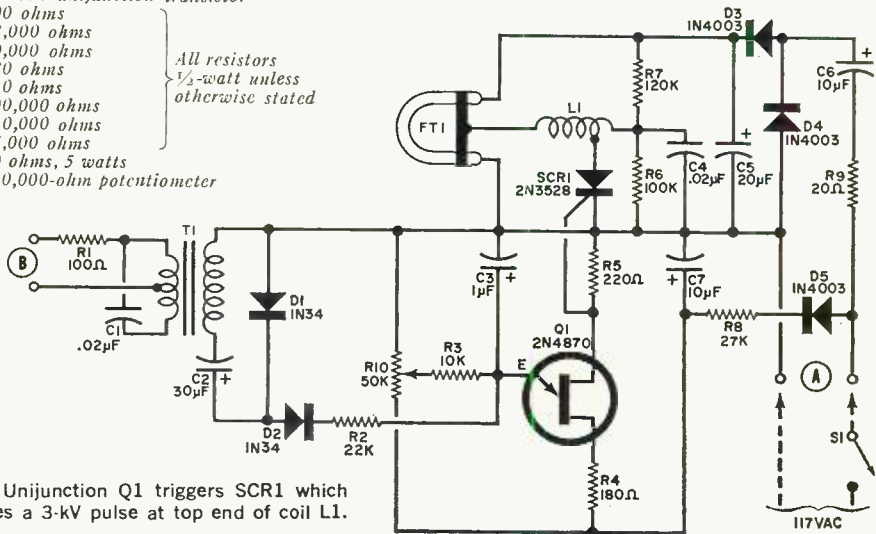 unijunction transistor
ohms
,000 ohms
,000 ohms
0 ohms
0 ohms
00,000 ohms
0,000 ohms
,000 ohms
ohms, 5 watts
0,000-ohm potentiometer
All resistors
½-watt unless
otherwise stated
D3
1N4003
C6
10µF
+
R7
120K
L1
FT1
D4
1N4003
SCR1
2N3528
R6
100K
C4
.02µF
C5
20µF
+
R9
20Ω
B
R1
100Ω
T1
C1
.02µF
D1
1N34
C2
30µF
+
D2
1N34
R2
22K
C3
1µF
+
R5
220Ω
C7
10µF
+
D5
1N4003
R8
27K
R10
50K
R3
10K
E
Q1
2N4870
R4
180Ω
A
S1
117VAC
Unijunction Q1 triggers SCR1 which
es a 3-kV pulse at top end of coil L1.